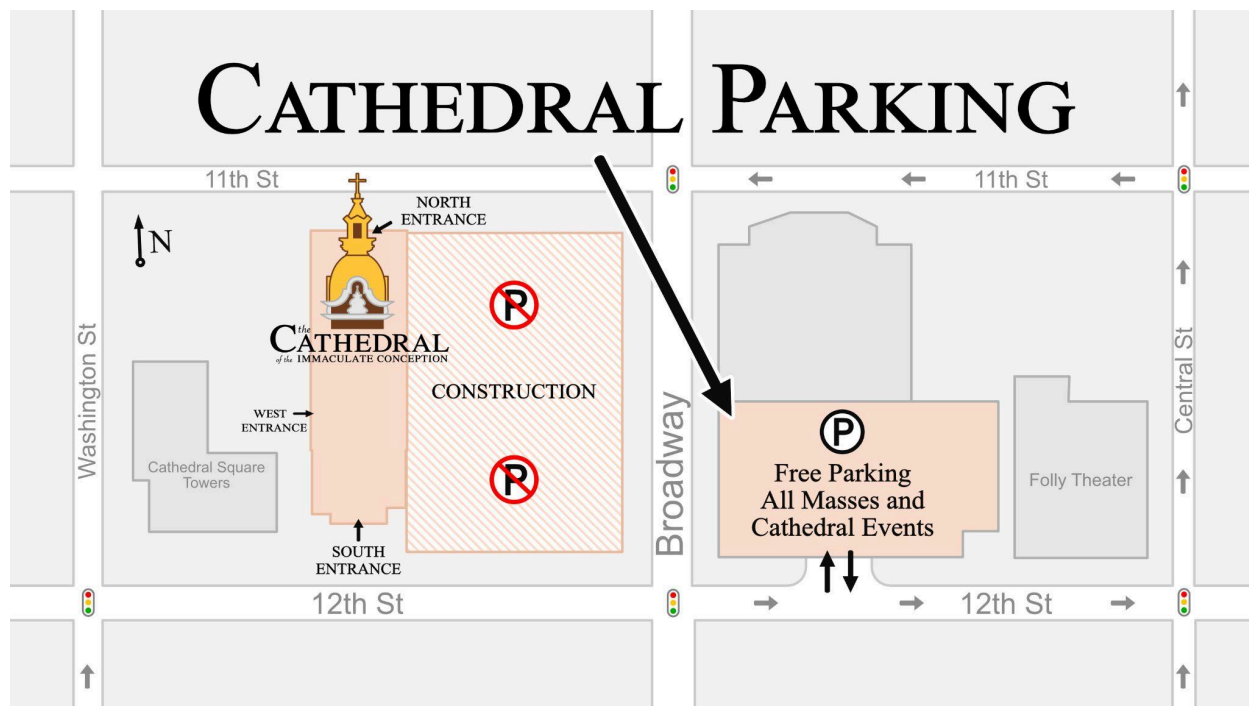 CATHEDRAL PARKING
11th St
11th St
N
NORTH
ENTRANCE
the
CATHEDRAL
of the IMMACULATE CONCEPTION
P
CONSTRUCTION
P
WEST
ENTRANCE
SOUTH
ENTRANCE
Washington St
Cathedral Square
Towers
Broadway
P
Free Parking
All Masses and
Cathedral Events
Folly Theater
Central St
12th St
12th St